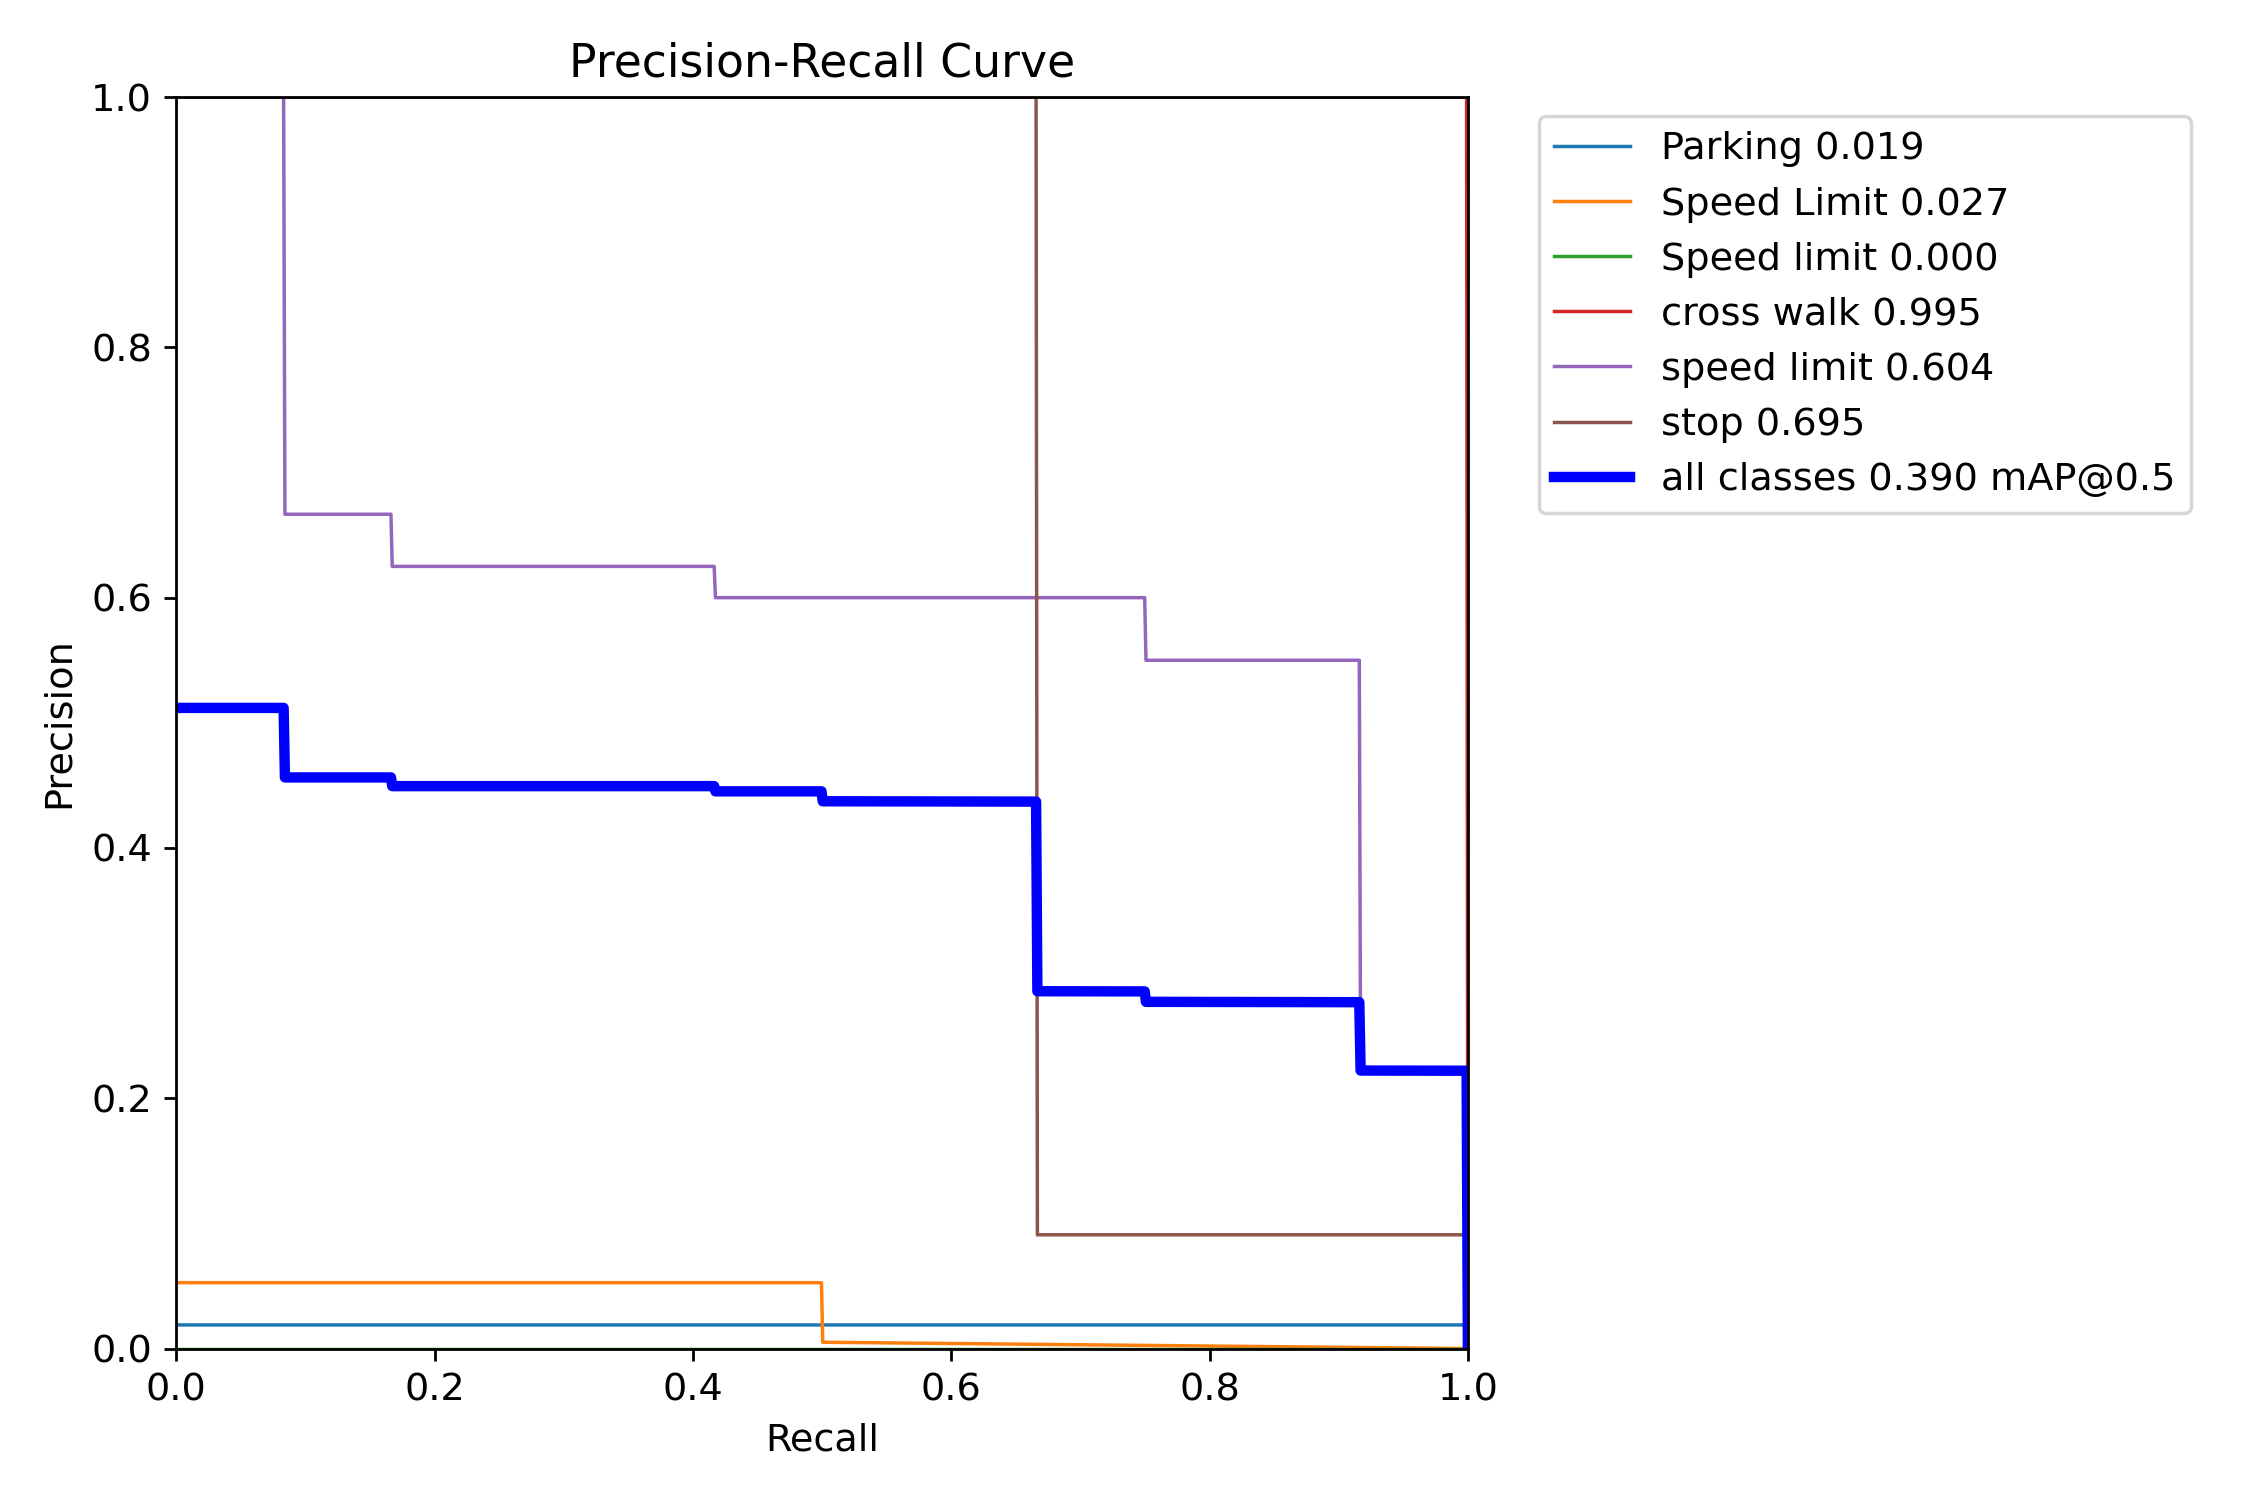 Precision-Recall Curve
1.0
0.8
0.6
0.4
0.2
0.0
Precision
0.0 0.2 0.4 0.6 0.8 1.0
Recall
Parking 0.019
Speed Limit 0.027
Speed limit 0.000
cross walk 0.995
speed limit 0.604
stop 0.695
all classes 0.390 mAP@0.5